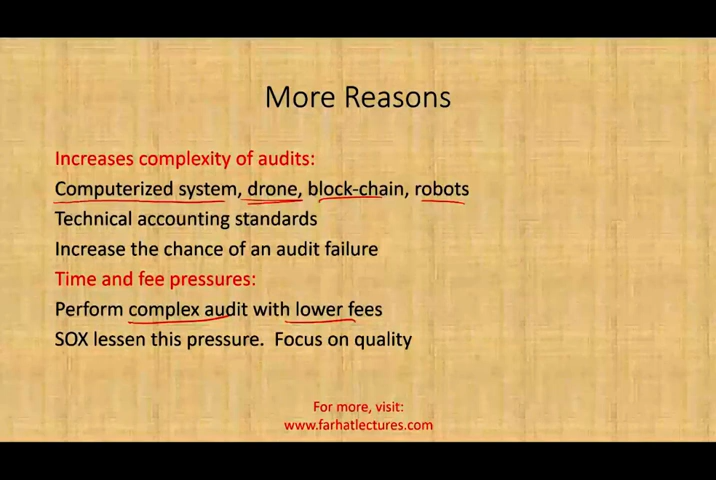 More Reasons
Increases complexity of audits:
Computerized system, drone, block-chain, robots
Technical accounting standards
Increase the chance of an audit failure
Time and fee pressures:
Perform complex audit with lower fees
SOX lessen this pressure.  Focus on quality
For more, visit:
www.farhatlectures.com